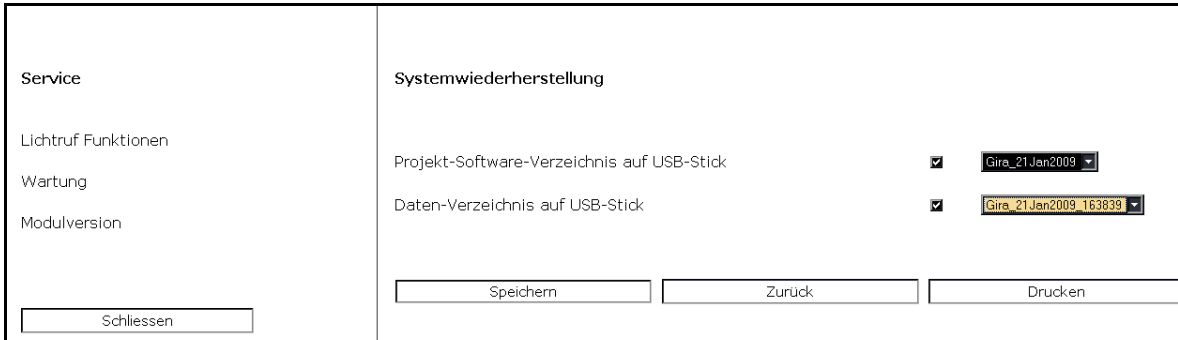 Service
Lichtruf Funktionen
Wartung
Modulversion
Schliessen
Systemwiederherstellung
Projekt-Software-Verzeichnis auf USB-Stick Gira_21Jan2009
Daten-Verzeichnis auf USB-Stick Gira_21Jan2009_163839
Speichern Zurück Drucken